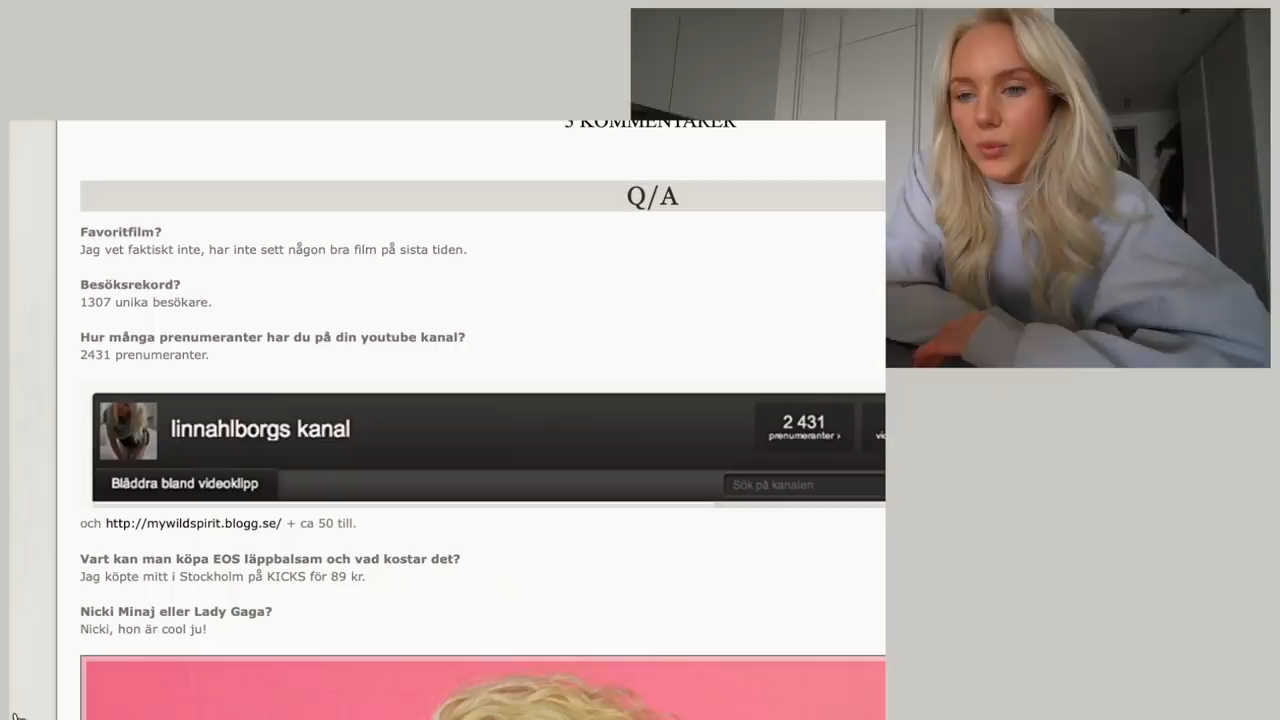 5 KOMMENTARER
Q/A
Favoritfilm?
Jag vet faktiskt inte, har inte sett någon bra film på sista tiden.
Besöksrekord?
1307 unika besökare.
Hur många prenumeranter har du på din youtube kanal?
2431 prenumeranter.
linnahlborgs kanal
2 431
prenumeranter ›
Bläddra bland videoklipp
Sök på kanalen
och http://mywildspirit.blogg.se/ + ca 50 till.
Vart kan man köpa EOS läppbalsam och vad kostar det?
Jag köpte mitt i Stockholm på KICKS för 89 kr.
Nicki Minaj eller Lady Gaga?
Nicki, hon är cool ju!